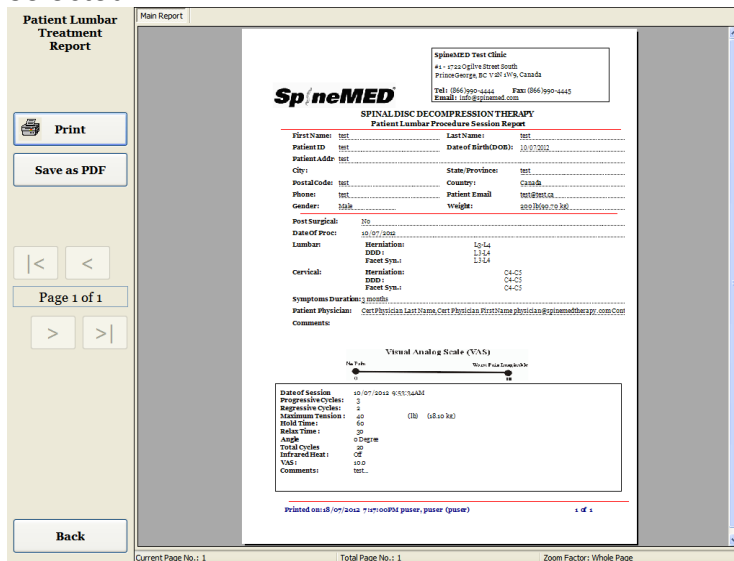 Patient Lumbar
Treatment
Report
Print
Save as PDF
|<
<
Page 1 of 1
>
>|
Back
Main Report
SpineMED Test Clinic
#1 - 1722 Ogilve Street South
PrinceGeorge, BC V2N 1W9, Canada
Tel: (866)990-4444 Fax: (866)990-4445
Email: info@spinemed.com
SpineMED
SPINAL DISC DECOMPRESSION THERAPY
Patient Lumbar Procedure Session Report
First Name: test Last Name: test
Patient ID test Date of Birth(DOB): 10/07/2012
Patient Addr test
City: State/Province: test
Postal Code: test Country: Canada
Phone: test Patient Email test@test.ca
Gender: Male Weight: 200 lb(90.70 kg)
Post Surgical: No
Date Of Proc: 10/07/2012
Lumbar: Herniation: L3-L4
DDD : L3-L4
Facet Syn.: L3-L4
Cervical: Herniation: C4-C5
DDD : C4-C5
Facet Syn.: C4-C5
Symptoms Duration: 3 months
Patient Physician: Cert Physician Last Name,Cert Physician First Name physician@spinemedtherapy.com Cont
Comments:
Visual Analog Scale (VAS)
No Pain Worst Pain Imaginable
0 10
Date of Session 10/07/2012 9:53:34AM
Progressive Cycles: 3
Regressive Cycles: 2
Maximum Tension : 40 (lb) (18.10 kg)
Hold Time : 60
Relax Time : 30
Angle 0 Degree
Total Cycles 20
Infrared Heat : Off
VAS : 10.0
Comments: test...
Printed on: 18/07/2012 7:17:00PM puser, puser (puser) 1 of 1
Current Page No.: 1 Total Page No.: 1 Zoom Factor: Whole Page